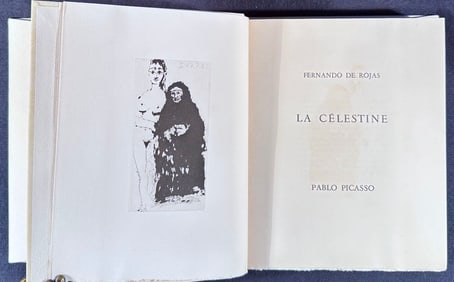 FERNANDO DE ROJAS
LA CÉLESTINE
PABLO PICASSO